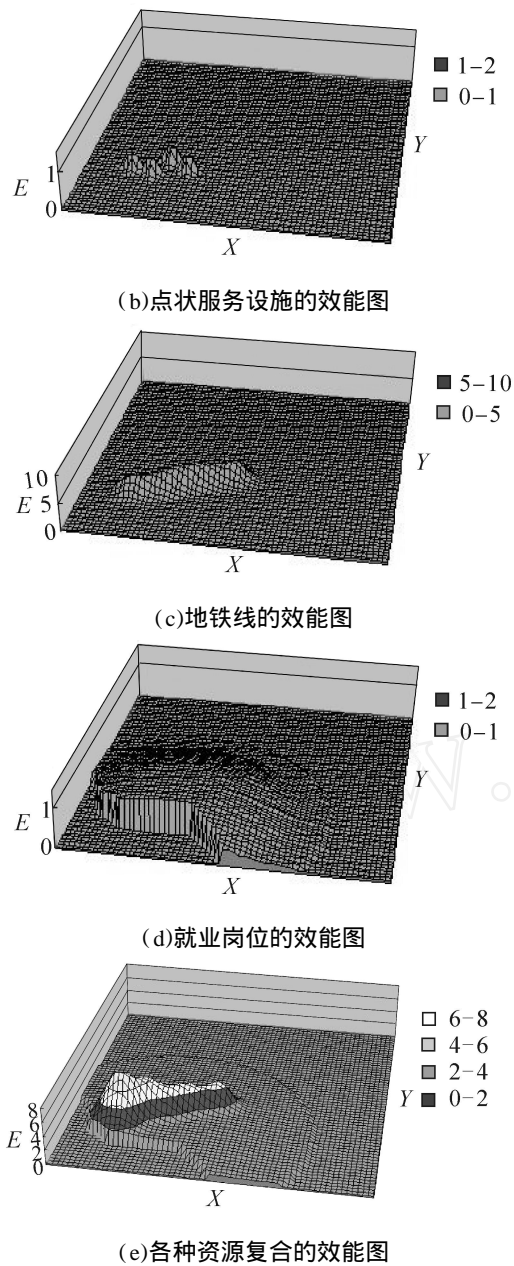 1-2
0-1
Y
E
1
0
X
(b)点状服务设施的效能图
5-10
0-5
Y
10
E 5
0
X
(c)地铁线的效能图
1-2
0-1
Y
1
E
0
X
(d)就业岗位的效能图
6-8
4-6
2-4
0-2
Y
8
6
E 4
2
0
X
(e)各种资源复合的效能图